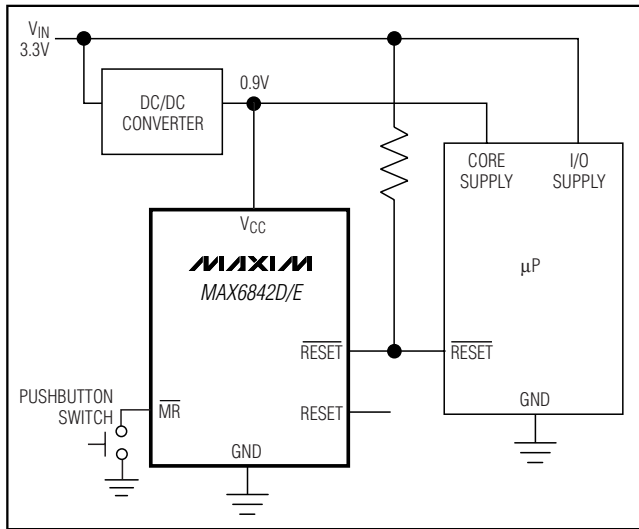 VIN
3.3V
0.9V
DC/DC
CONVERTER
CORE
SUPPLY
I/O
SUPPLY
VCC
MAXIM
MAX6842D/E
μP
RESET
RESET
PUSHBUTTON
SWITCH
MR
RESET
GND
GND